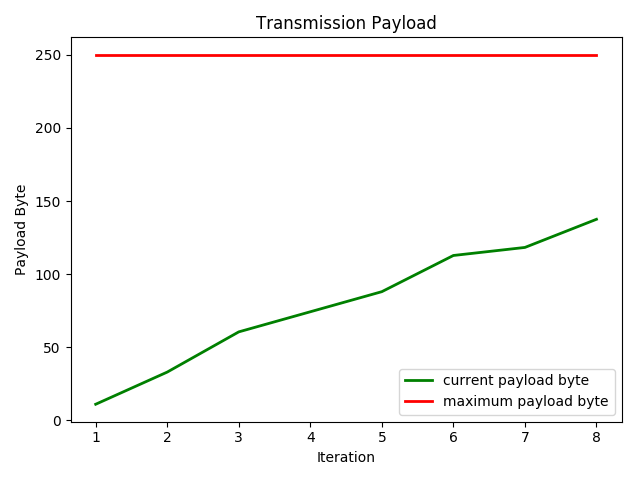 Transmission Payload
250
200
150
100
50
0
Payload Byte
1 2 3 4 5 6 7 8
Iteration
current payload byte
maximum payload byte